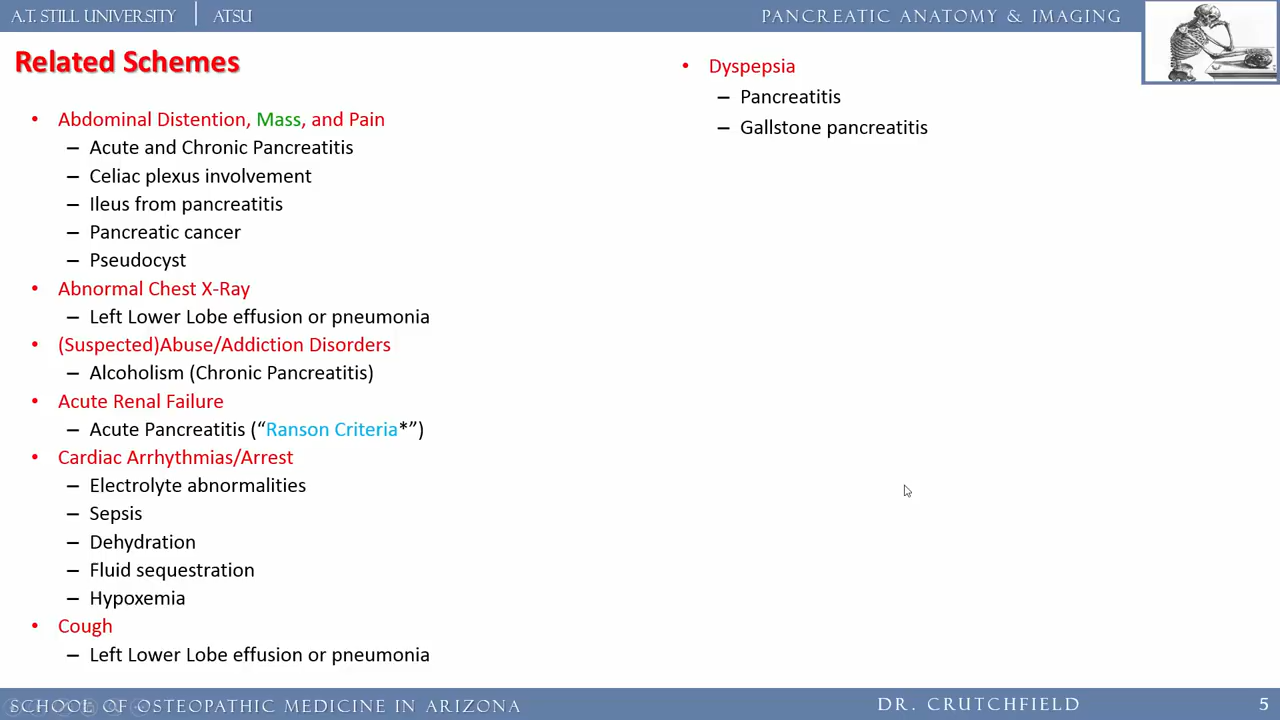 A.T. STILL UNIVERSITY | ATSU
PANCREATIC ANATOMY & IMAGING
Related Schemes
• Abdominal Distention, Mass, and Pain
– Acute and Chronic Pancreatitis
– Celiac plexus involvement
– Ileus from pancreatitis
– Pancreatic cancer
– Pseudocyst
• Abnormal Chest X-Ray
– Left Lower Lobe effusion or pneumonia
• (Suspected)Abuse/Addiction Disorders
– Alcoholism (Chronic Pancreatitis)
• Acute Renal Failure
– Acute Pancreatitis (“Ranson Criteria*”)
• Cardiac Arrhythmias/Arrest
– Electrolyte abnormalities
– Sepsis
– Dehydration
– Fluid sequestration
– Hypoxemia
• Cough
– Left Lower Lobe effusion or pneumonia
• Dyspepsia
– Pancreatitis
– Gallstone pancreatitis
SCHOOL OF OSTEOPATHIC MEDICINE IN ARIZONA
DR. CRUTCHFIELD
5